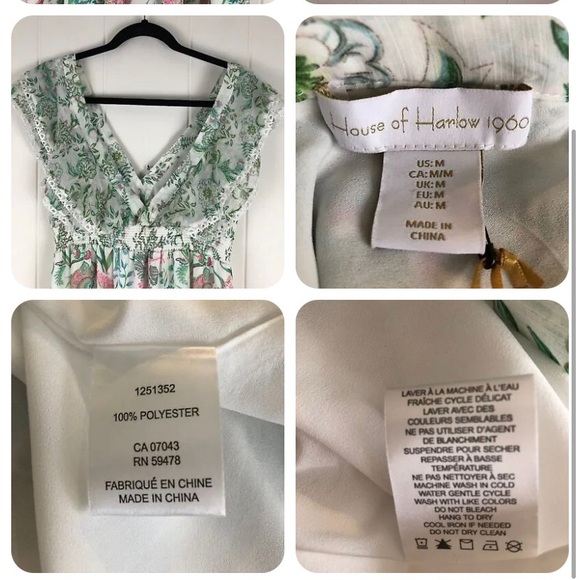 House of Harlow 1960
US: M
CA: M/M
UK: M
EU: M
AU: M
MADE IN
CHINA
1251352
100% POLYESTER
CA 07043
RN 59478
FABRIQUÉ EN CHINE
MADE IN CHINA
LAVER À LA MACHINE À L'EAU
FRAÎCHE CYCLE DÉLICAT
LAVER AVEC DES
COULEURS SEMBLABLES
NE PAS UTILISER D'AGENT
DE BLANCHIMENT
SUSPENDRE POUR SECHER
REPASSER À BASSE
TEMPÉRATURE
NE PAS NETTOYER À SEC
MACHINE WASH IN COLD
WATER GENTLE CYCLE
WASH WITH LIKE COLORS
DO NOT BLEACH
HANG TO DRY
COOL IRON IF NEEDED
DO NOT DRY CLEAN